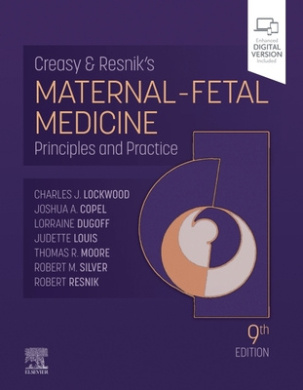 Enhanced
DIGITAL
VERSION
Included
Creasy & Resnik's
MATERNAL-FETAL
MEDICINE
Principles and Practice
CHARLES J. LOCKWOOD
JOSHUA A. COPEL
LORRAINE DUGOFF
JUDETTE LOUIS
THOMAS R. MOORE
ROBERT M. SILVER
ROBERT RESNIK
9th
EDITION
ELSEVIER